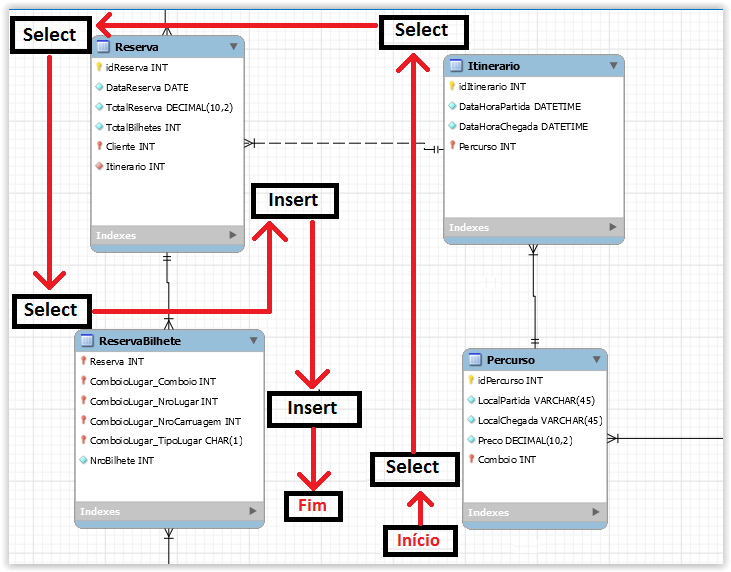 Select
Select
Reserva
idReserva INT
DataReserva DATE
TotalReserva DECIMAL(10,2)
TotalBilhetes INT
Cliente INT
Itinerario INT
Indexes
Itinerario
idItinerario INT
DataHoraPartida DATETIME
DataHoraChegada DATETIME
Percurso INT
Indexes
Insert
Select
ReservaBilhete
Reserva INT
ComboioLugar_Comboio INT
ComboioLugar_NroLugar INT
ComboioLugar_NroCarruagem INT
ComboioLugar_TipoLugar CHAR(1)
NroBilhete INT
Indexes
Insert
Fim
Percurso
idPercurso INT
LocalPartida VARCHAR(45)
LocalChegada VARCHAR(45)
Preco DECIMAL(10,2)
Comboio INT
Indexes
Select
Início